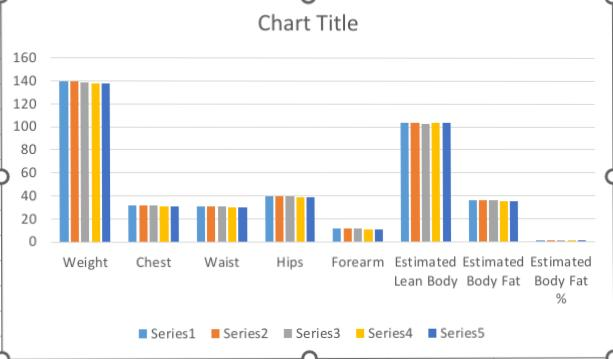 Chart Title
160
140
120
100
80
60
40
20
0
Weight Chest Waist Hips Forearm Estimated Estimated Estimated
Lean Body Body Fat Body Fat
%
Series1 Series2 Series3 Series4 Series5